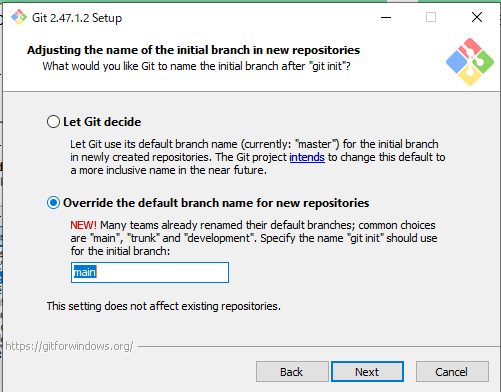 Git 2.47.1.2 Setup
Adjusting the name of the initial branch in new repositories
What would you like Git to name the initial branch after "git init"?
Let Git decide
Let Git use its default branch name (currently: "master") for the initial branch
in newly created repositories. The Git project intends to change this default to
a more inclusive name in the near future.
Override the default branch name for new repositories
NEW! Many teams already renamed their default branches; common choices
are "main", "trunk" and "development". Specify the name "git init" should use
for the initial branch:
main
This setting does not affect existing repositories.
https://gitforwindows.org/
Back
Next
Cancel